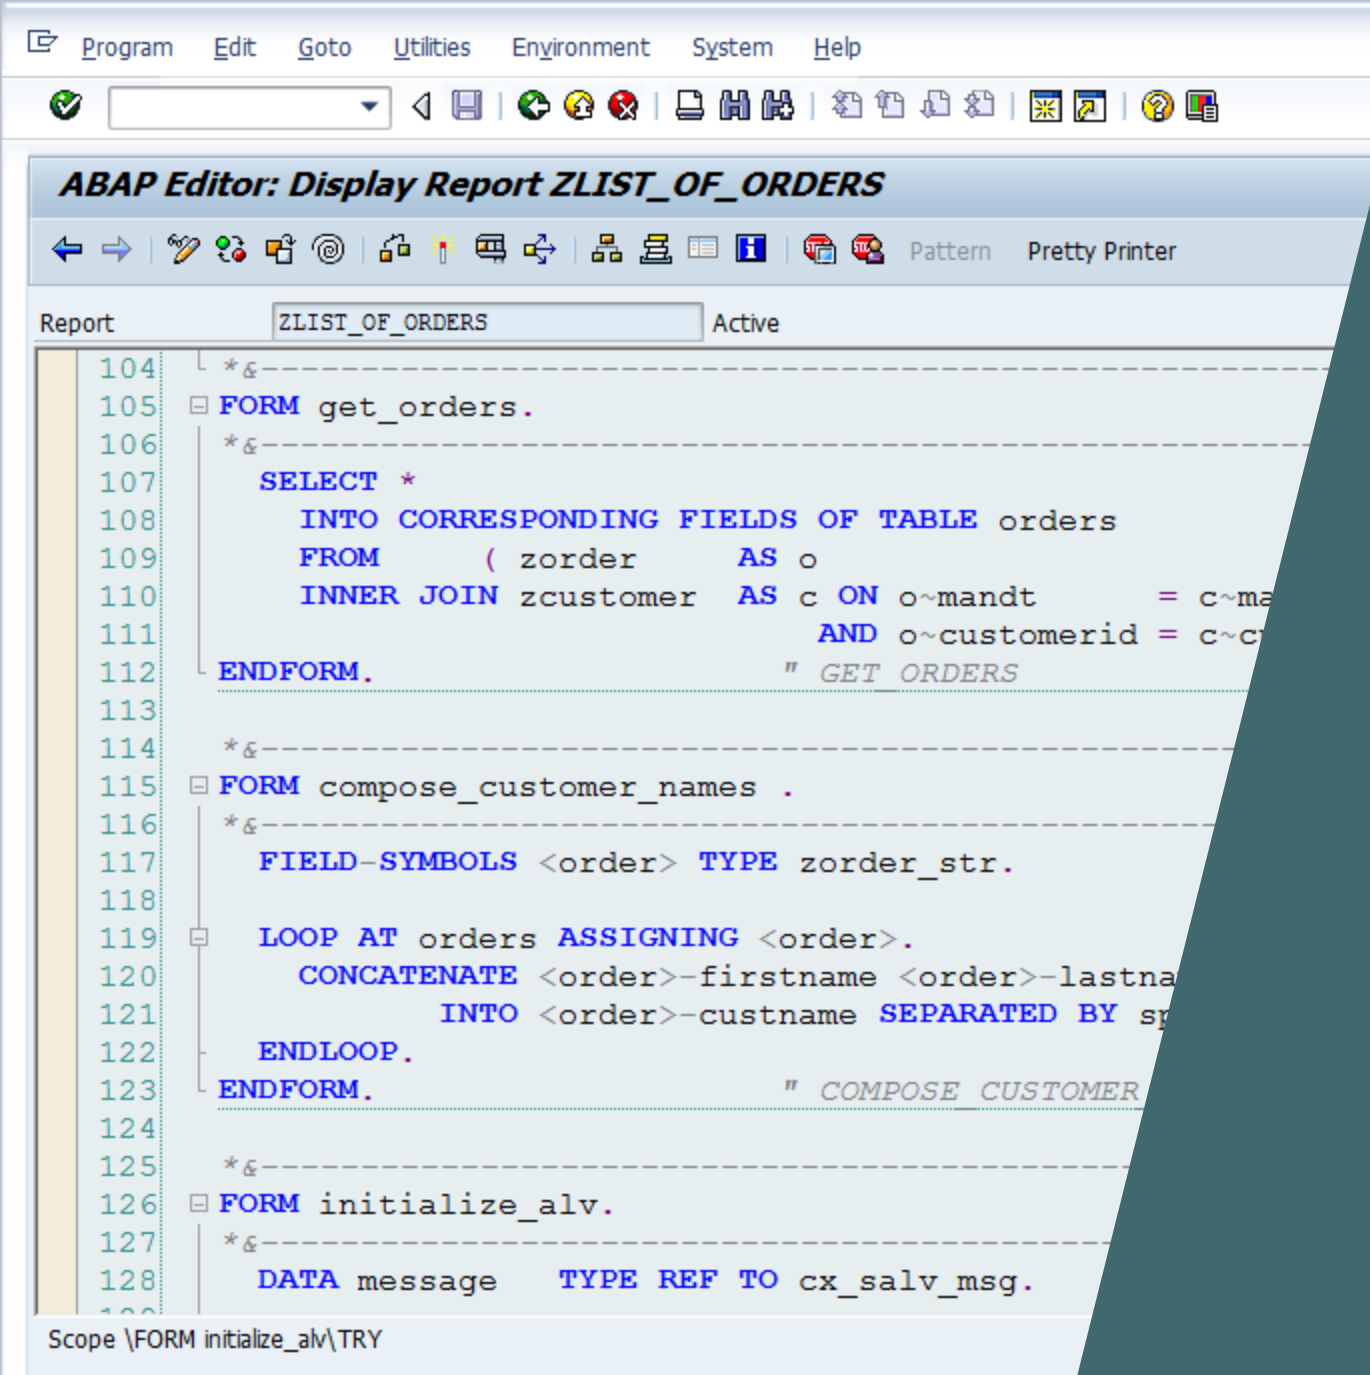 Program Edit Goto Utilities Environment System Help
ABAP Editor: Display Report ZLIST_OF_ORDERS
Pattern Pretty Printer
Report ZLIST_OF_ORDERS Active
104 *&------------------------------------------------------
105 FORM get_orders.
106 *&-----------------------------------------------------
107 SELECT *
108 INTO CORRESPONDING FIELDS OF TABLE orders
109 FROM ( zorder AS o
110 INNER JOIN zcustomer AS c ON o~mandt = c~ma
111 AND o~customerid = c~c
112 ENDFORM. " GET_ORDERS
113
114 *&-------------------------------------------------
115 FORM compose_customer_names .
116 *&------------------------------------------------
117 FIELD-SYMBOLS <order> TYPE zorder_str.
118
119 LOOP AT orders ASSIGNING <order>.
120 CONCATENATE <order>-firstname <order>-lastna
121 INTO <order>-custname SEPARATED BY sp
122 ENDLOOP.
123 ENDFORM. " COMPOSE_CUSTOMER
124
125 *&--------------------------------------------
126 FORM initialize_alv.
127 *&-------------------------------------------
128 DATA message TYPE REF TO cx_salv_msg.
Scope \FORM initialize_alv\TRY